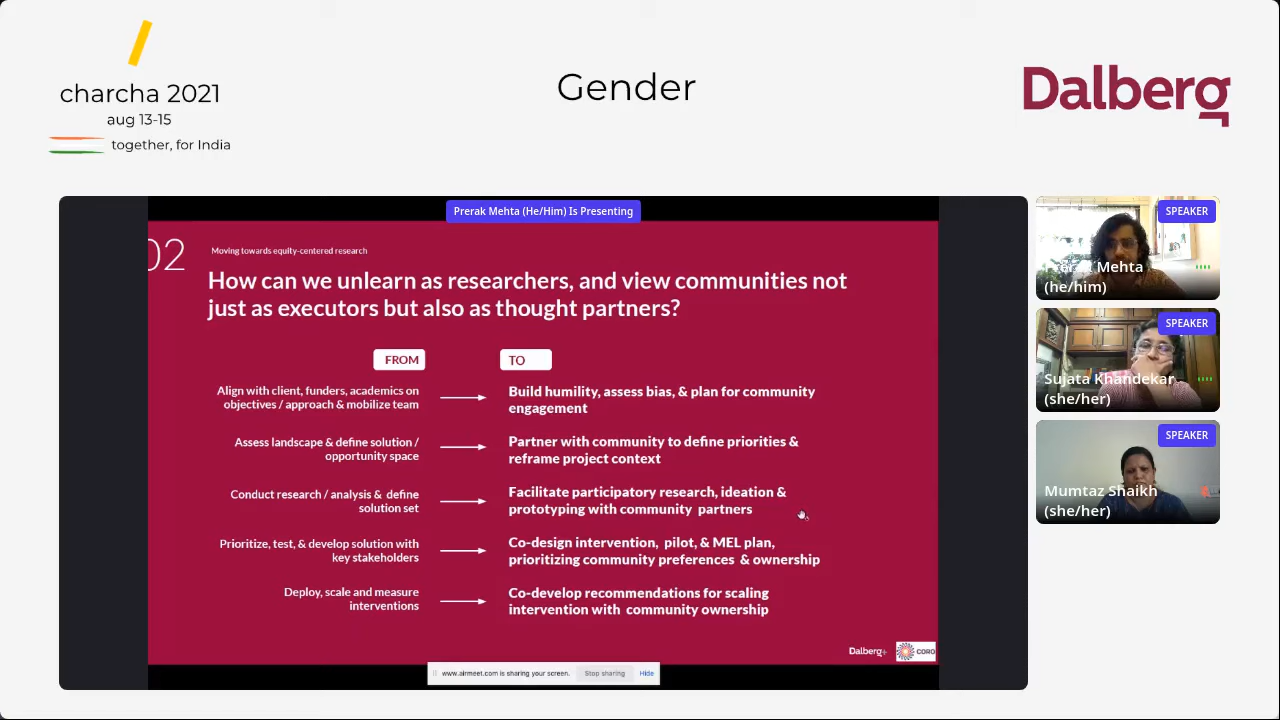 charcha 2021
aug 13-15
together, for India
Gender
Dalberg
Prerak Mehta (He/Him) Is Presenting
02
Moving towards equity-centered research
How can we unlearn as researchers, and view communities not
just as executors but also as thought partners?
FROM
TO
Align with client, funders, academics on
objectives / approach & mobilize team
Build humility, assess bias, & plan for community
engagement
Assess landscape & define solution /
opportunity space
Partner with community to define priorities &
reframe project context
Conduct research / analysis & define
solution set
Facilitate participatory research, ideation &
prototyping with community partners
Prioritize, test, & develop solution with
key stakeholders
Co-design intervention, pilot, & MEL plan,
prioritizing community preferences & ownership
Deploy, scale and measure
interventions
Co-develop recommendations for scaling
intervention with community ownership
Dalberg+
CORO
www.airmeet.com is sharing your screen.
Stop sharing
Hide
SPEAKER
Prerak Mehta
(he/him)
SPEAKER
Sujata Khandekar
(she/her)
SPEAKER
Mumtaz Shaikh
(she/her)